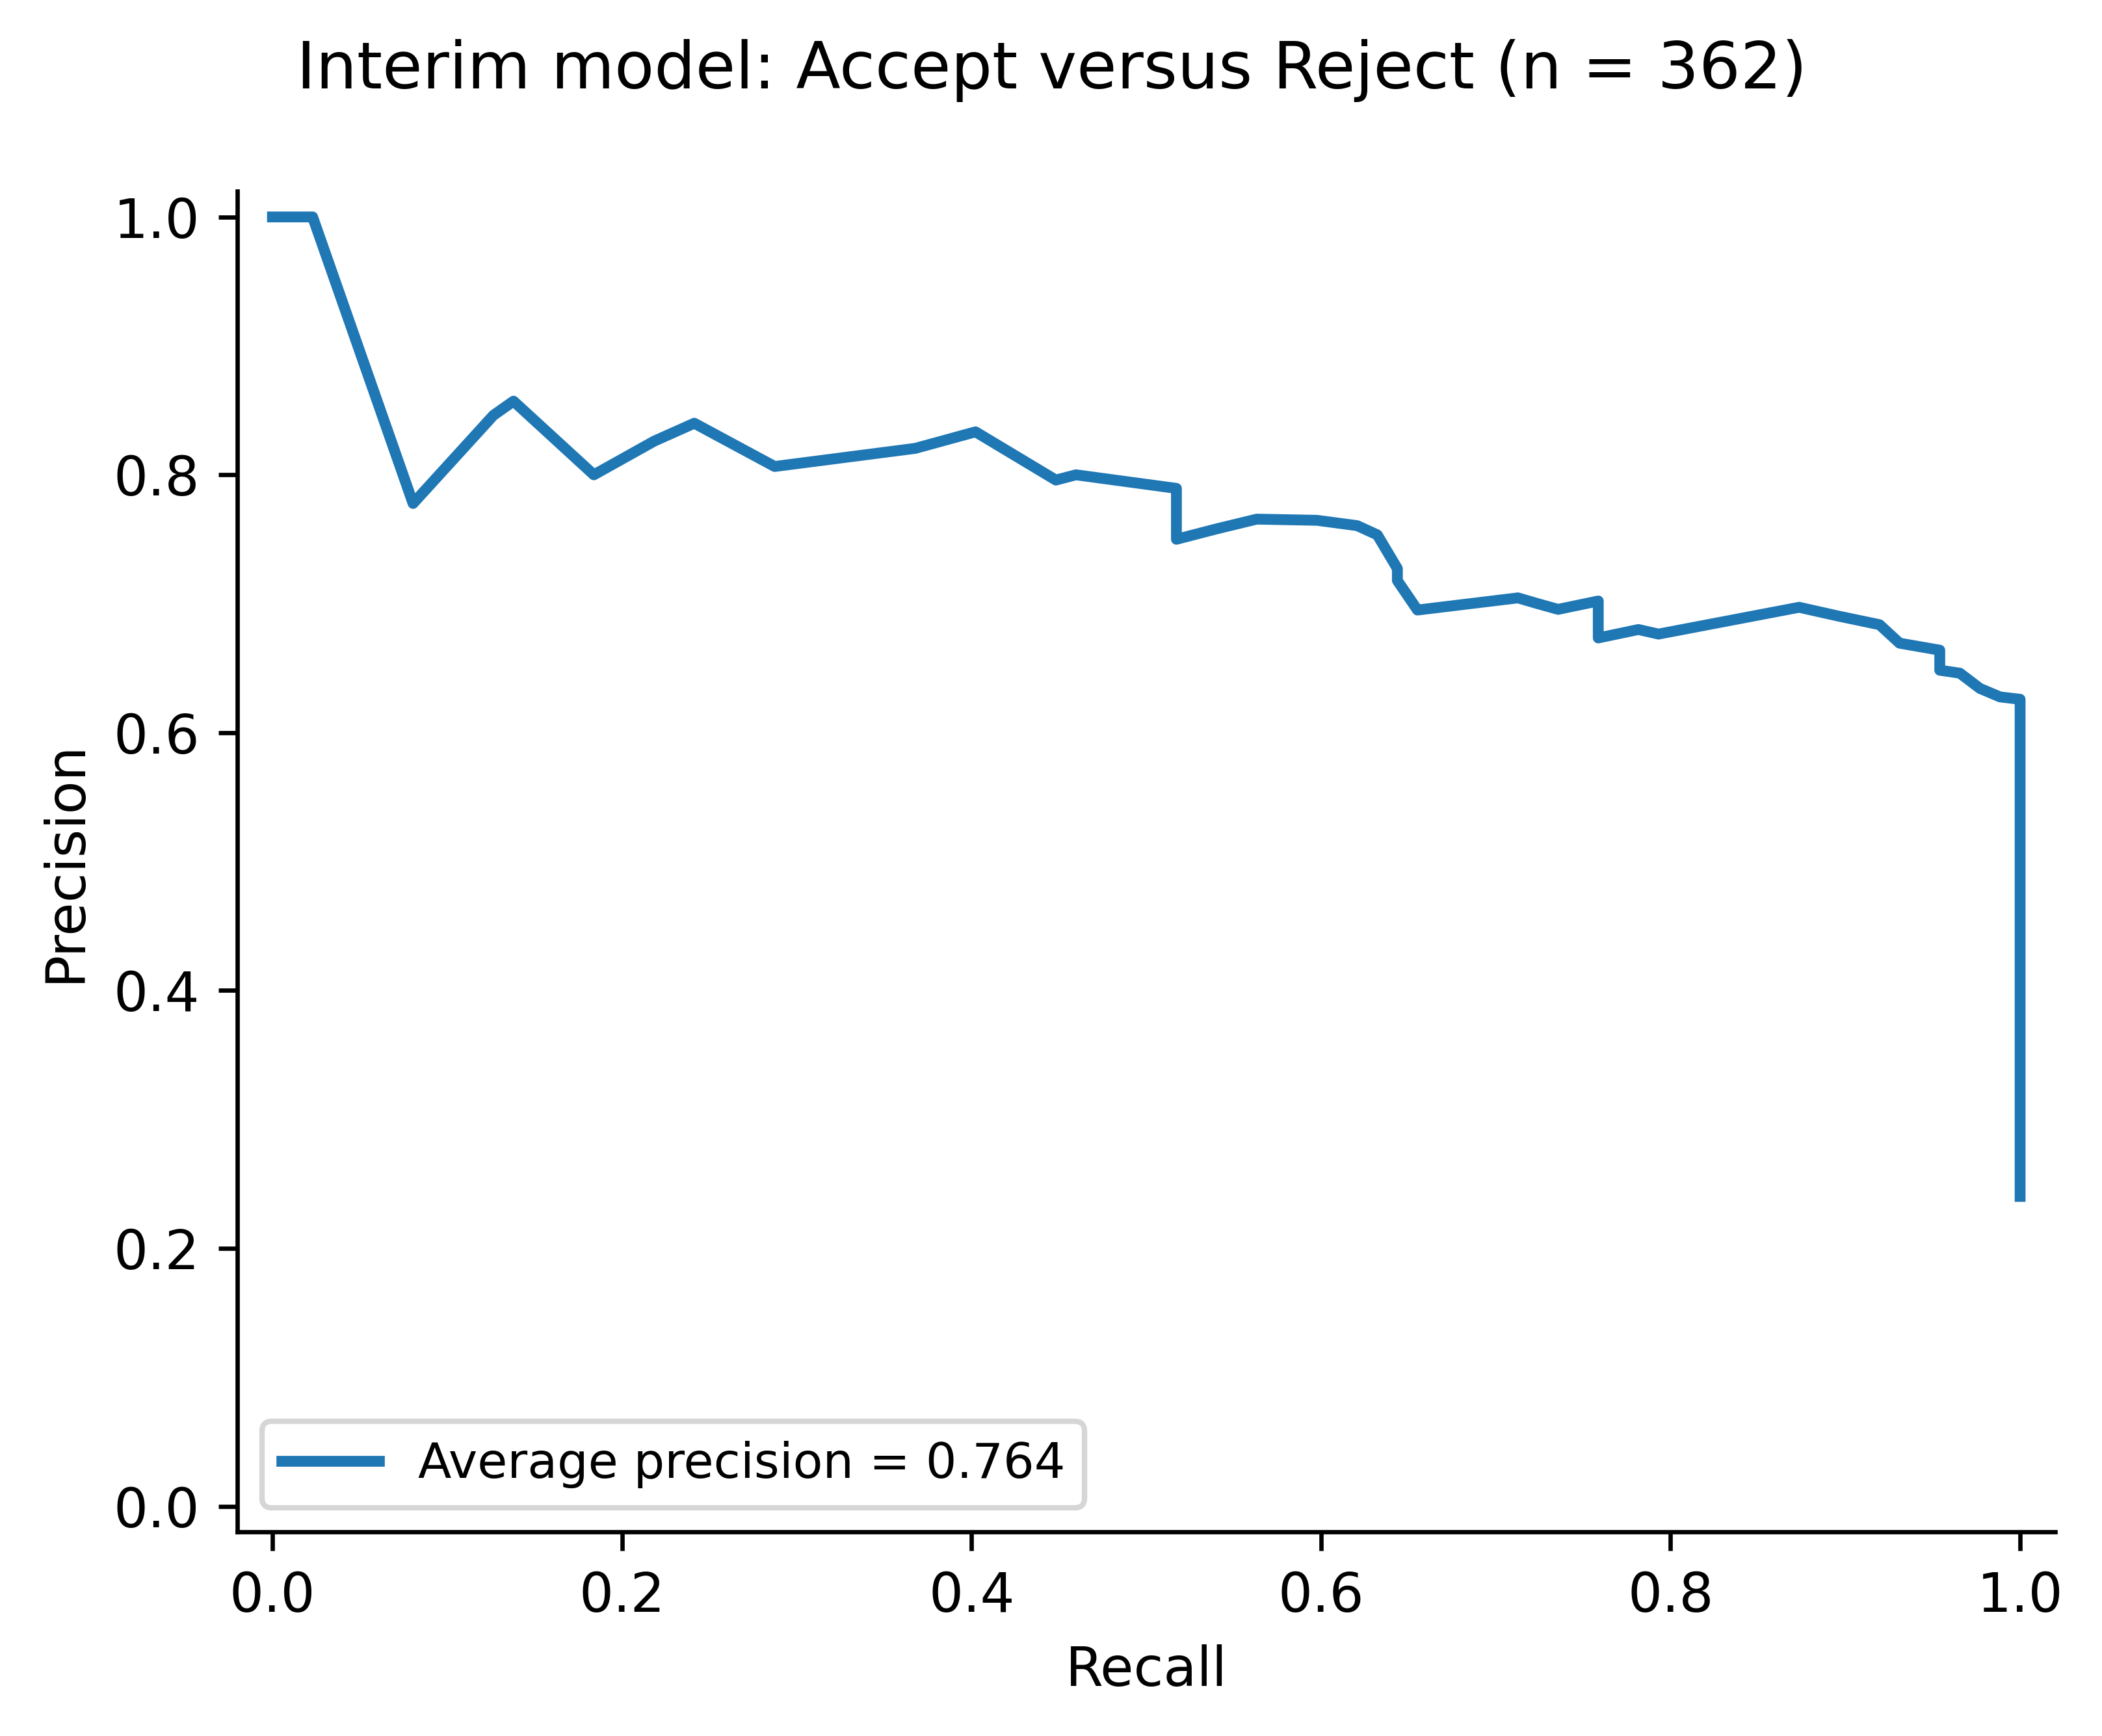 Interim model: Accept versus Reject (n = 362)
1.0
0.8
0.6
0.4
0.2
0.0
Precision
Average precision = 0.764
0.0 0.2 0.4 0.6 0.8 1.0
Recall